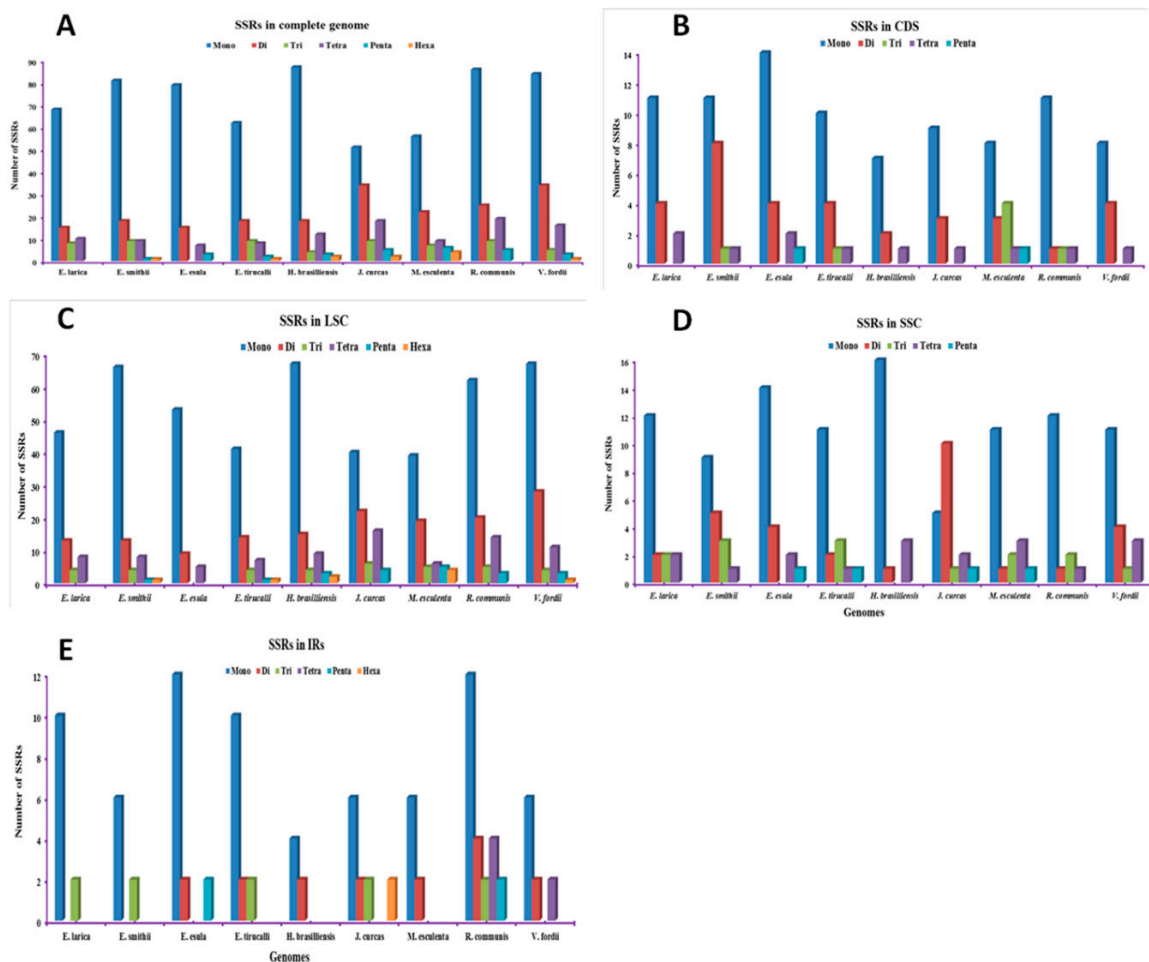 A
SSRs in complete genome
Mono Di Tri Tetra Penta Hexa
Number of SSRs
90
80
70
60
50
40
30
20
10
0
E. larica E. smithii E. esula E. tirucalli H. brasilliensis J. curcas M. esculenta R. communis V. fordii
B
SSRs in CDS
Mono Di Tri Tetra Penta
Number of SSRs
14
12
10
8
6
4
2
0
E. larica E. smithii E. esula E. tirucalli H. brasilliensis J. curcas M. esculenta R. communis V. fordii
C
SSRs in LSC
Mono Di Tri Tetra Penta Hexa
Number of SSRs
70
60
50
40
30
20
10
0
E. larica E. smithii E. esula E. tirucalli H. brasilliensis J. curcas M. esculenta R. communis V. fordii
D
SSRs in SSC
Mono Di Tri Tetra Penta
Number of SSRs
16
14
12
10
8
6
4
2
0
E. larica E. smithii E. esula E. tirucalli H. brasilliensis J. curcas M. esculenta R. communis V. fordii
Genomes
E
SSRs in IRs
Mono Di Tri Tetra Penta Hexa
Number of SSRs
12
10
8
6
4
2
0
E. larica E. smithii E. esula E. tirucalli H. brasilliensis J. curcas M. esculenta R. communis V. fordii
Genomes